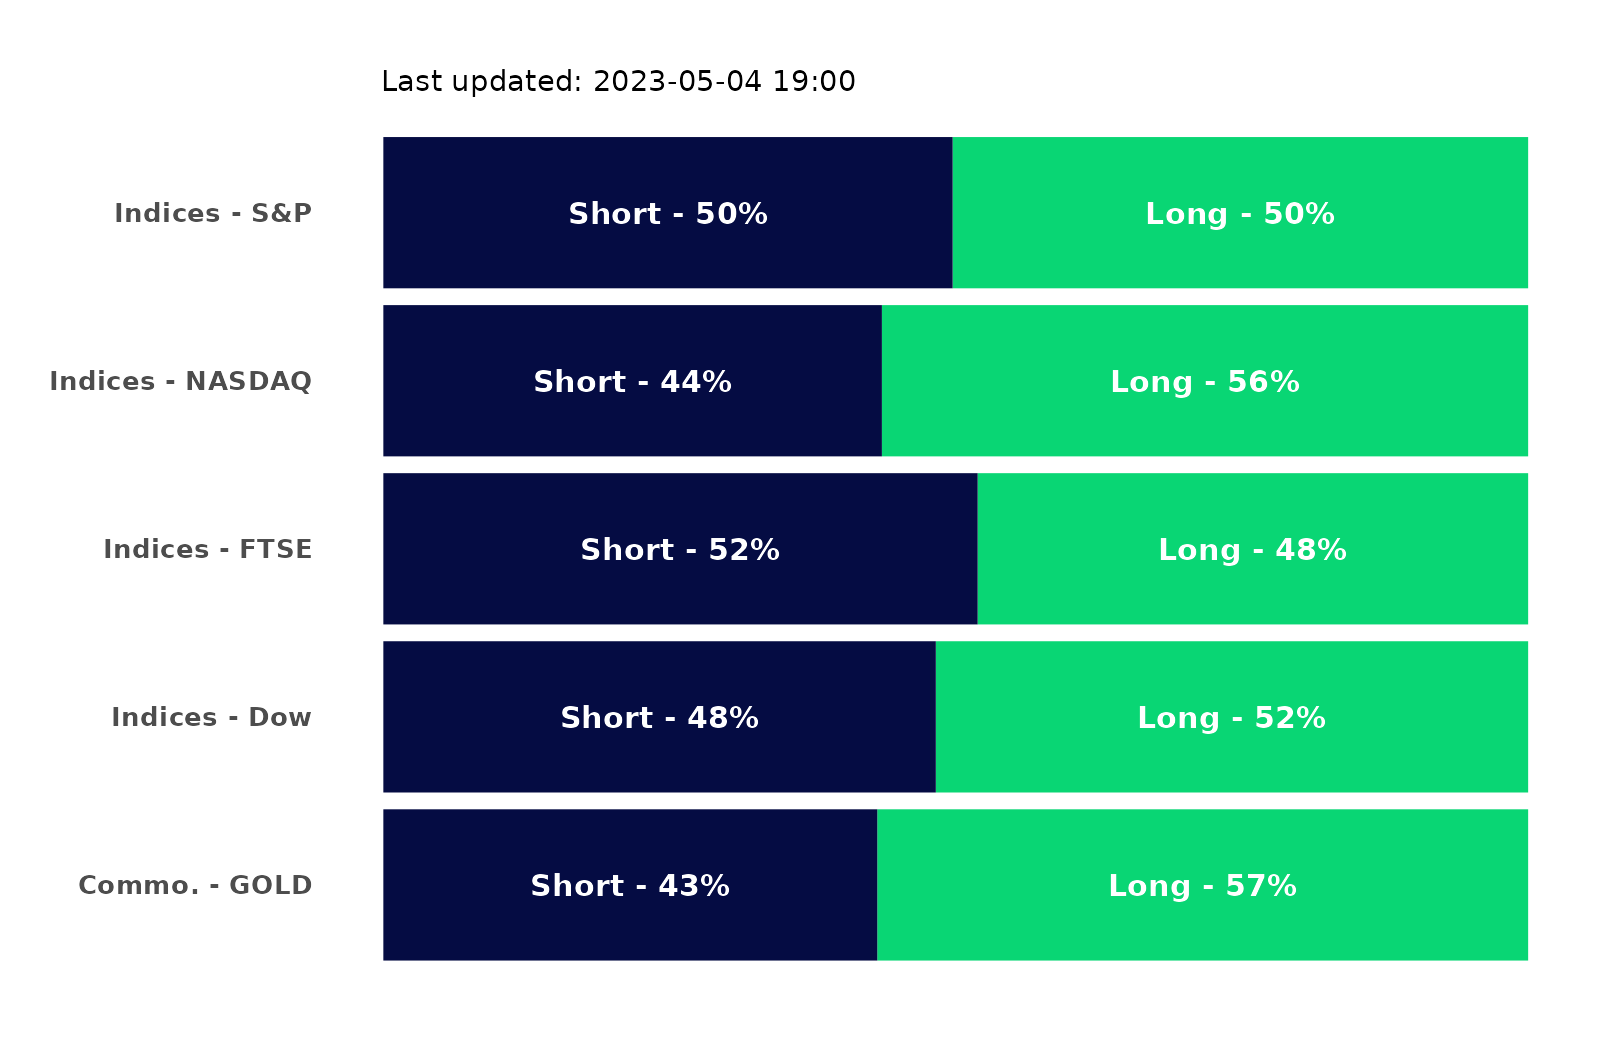 Last updated: 2023-05-04 19:00
Indices - S&P Short - 50% Long - 50%
Indices - NASDAQ Short - 44% Long - 56%
Indices - FTSE Short - 52% Long - 48%
Indices - Dow Short - 48% Long - 52%
Commo. - GOLD Short - 43% Long - 57%